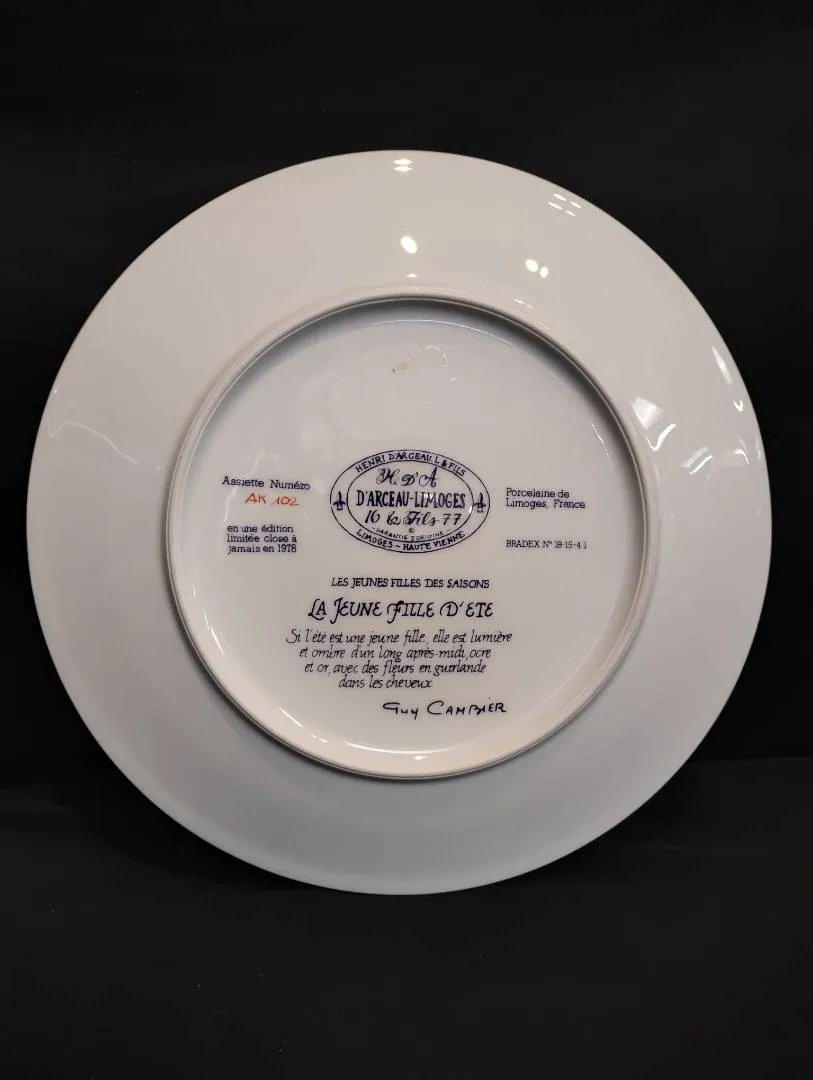 Assiette Numéro
AK 102
en une édition
limitée close à
jamais en 1978
HENRI D'ARCEAU. L & FILS
H. D'A
D'ARCEAU-LIMOGES
16 & Fils 77
©
GARANTIE D'ORIGINE
LIMOGES - HAUTE VIENNE
Porcelaine de
Limoges, France
BRADEX Nº 18-15-4.1
LES JEUNES FILLES DES SAISONS
LA JEUNE FILLE D'ETE
Si l'été est une jeune fille, elle est lumière
et ombre d'un long après-midi, ocre
et or, avec des fleurs en guirlande
dans les cheveux
Guy CAMBIER